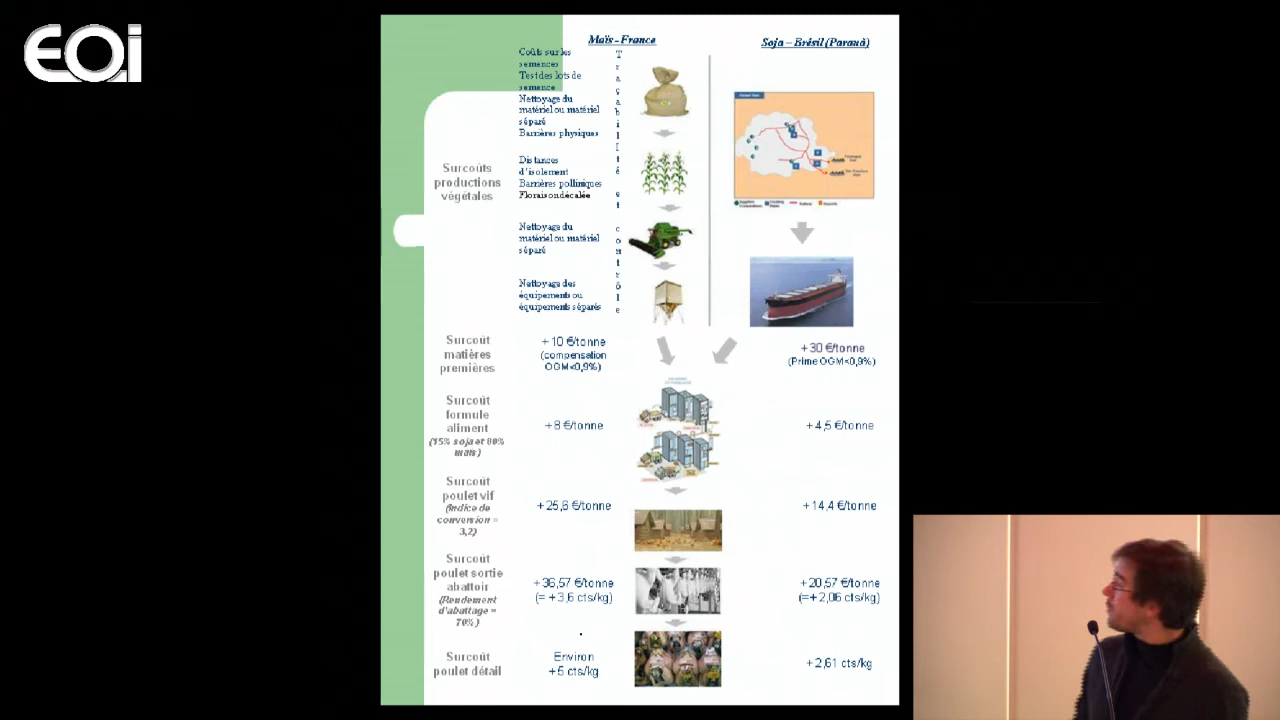 EOi
Maïs - France
Soja – Brésil (Paranà)
Coûts sur les
semences
Test des lots de
semence
Nettoyage du
matériel ou matériel
séparé
Barrières physiques
Distances
d'isolement
Barrières polliniques
Floraison décalée
Nettoyage du
matériel ou matériel
séparé
Nettoyage des
équipements ou
équipements séparés
Traçabilité et contrôle
Surcoûts
productions
végétales
Surcoût
matières
premières
+ 10 €/tonne
(compensation
OGM<0,9%)
+ 30 €/tonne
(Prime OGM<0,9%)
Surcoût
formule
aliment
(15% soja et 80%
maïs)
+ 8 €/tonne
+ 4,5 €/tonne
Surcoût
poulet vif
(Indice de
conversion =
3,2)
+ 25,6 €/tonne
+ 14,4 €/tonne
Surcoût
poulet sortie
abattoir
(Rendement
d'abattage =
70%)
+ 36,57 €/tonne
(= + 3,6 cts/kg)
+ 20,57 €/tonne
(=+ 2,06 cts/kg)
Surcoût
poulet détail
Environ
+ 5 cts/kg
+ 2,61 cts/kg